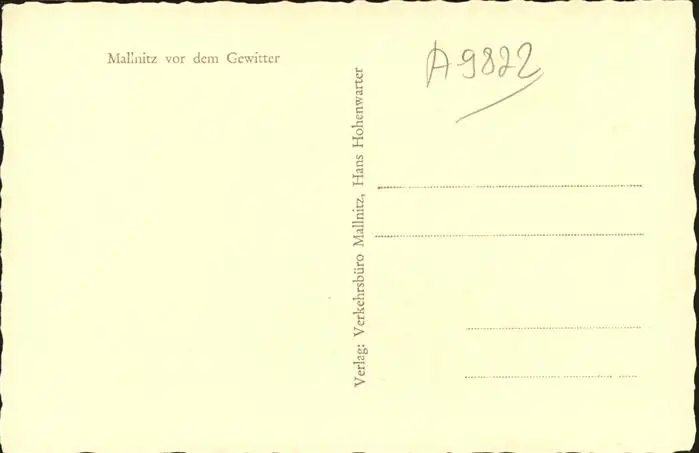 Mallnitz vor dem Gewitter
A9822
Verlag: Verkehrsbüro Mallnitz, Hans Hohenwarter